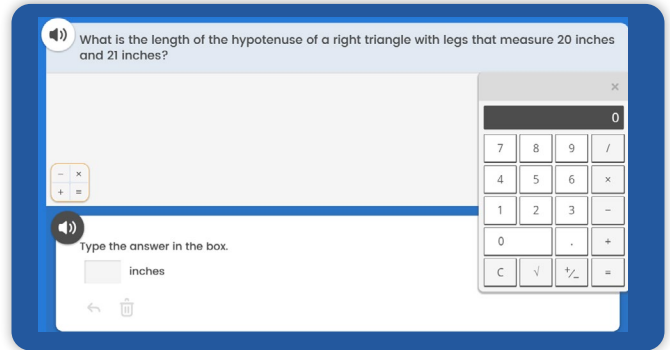 What is the length of the hypotenuse of a right triangle with legs that measure 20 inches
and 21 inches?
×
0
7 8 9 /
4 5 6 ×
1 2 3 −
0 . +
C √ +/− =
− ×
+ =
Type the answer in the box.
inches